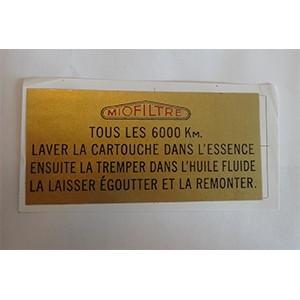 MIOFILTRE
TOUS LES 6000 KM.
LAVER LA CARTOUCHE DANS L'ESSENCE
ENSUITE LA TREMPER DANS L'HUILE FLUIDE
LA LAISSER ÉGOUTTER ET LA REMONTER.